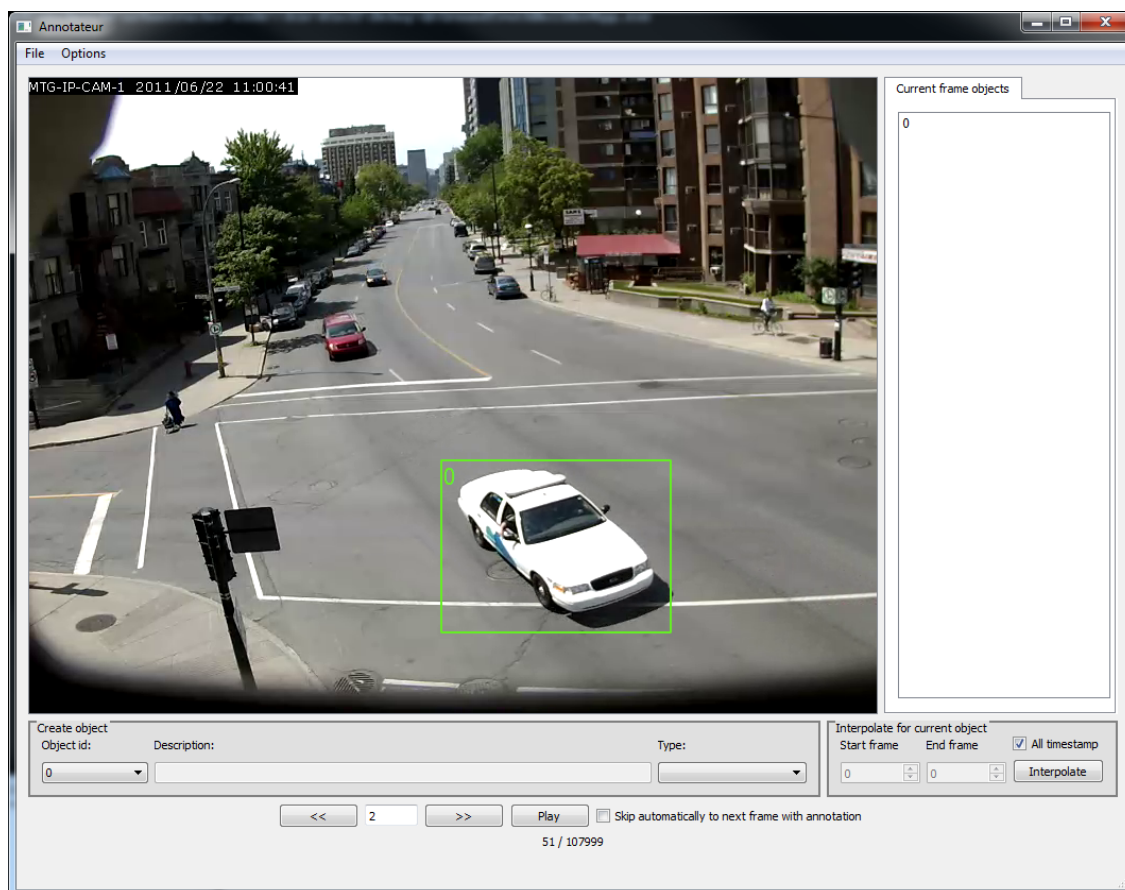 Annotateur
File Options
MTG-IP-CAM-1 2011/06/22 11:00:41
Current frame objects
0
0
Create object
Object id: Description: Type:
0
Interpolate for current object
Start frame End frame All timestamp
0 0 Interpolate
<< 2 >> Play Skip automatically to next frame with annotation
51 / 107999